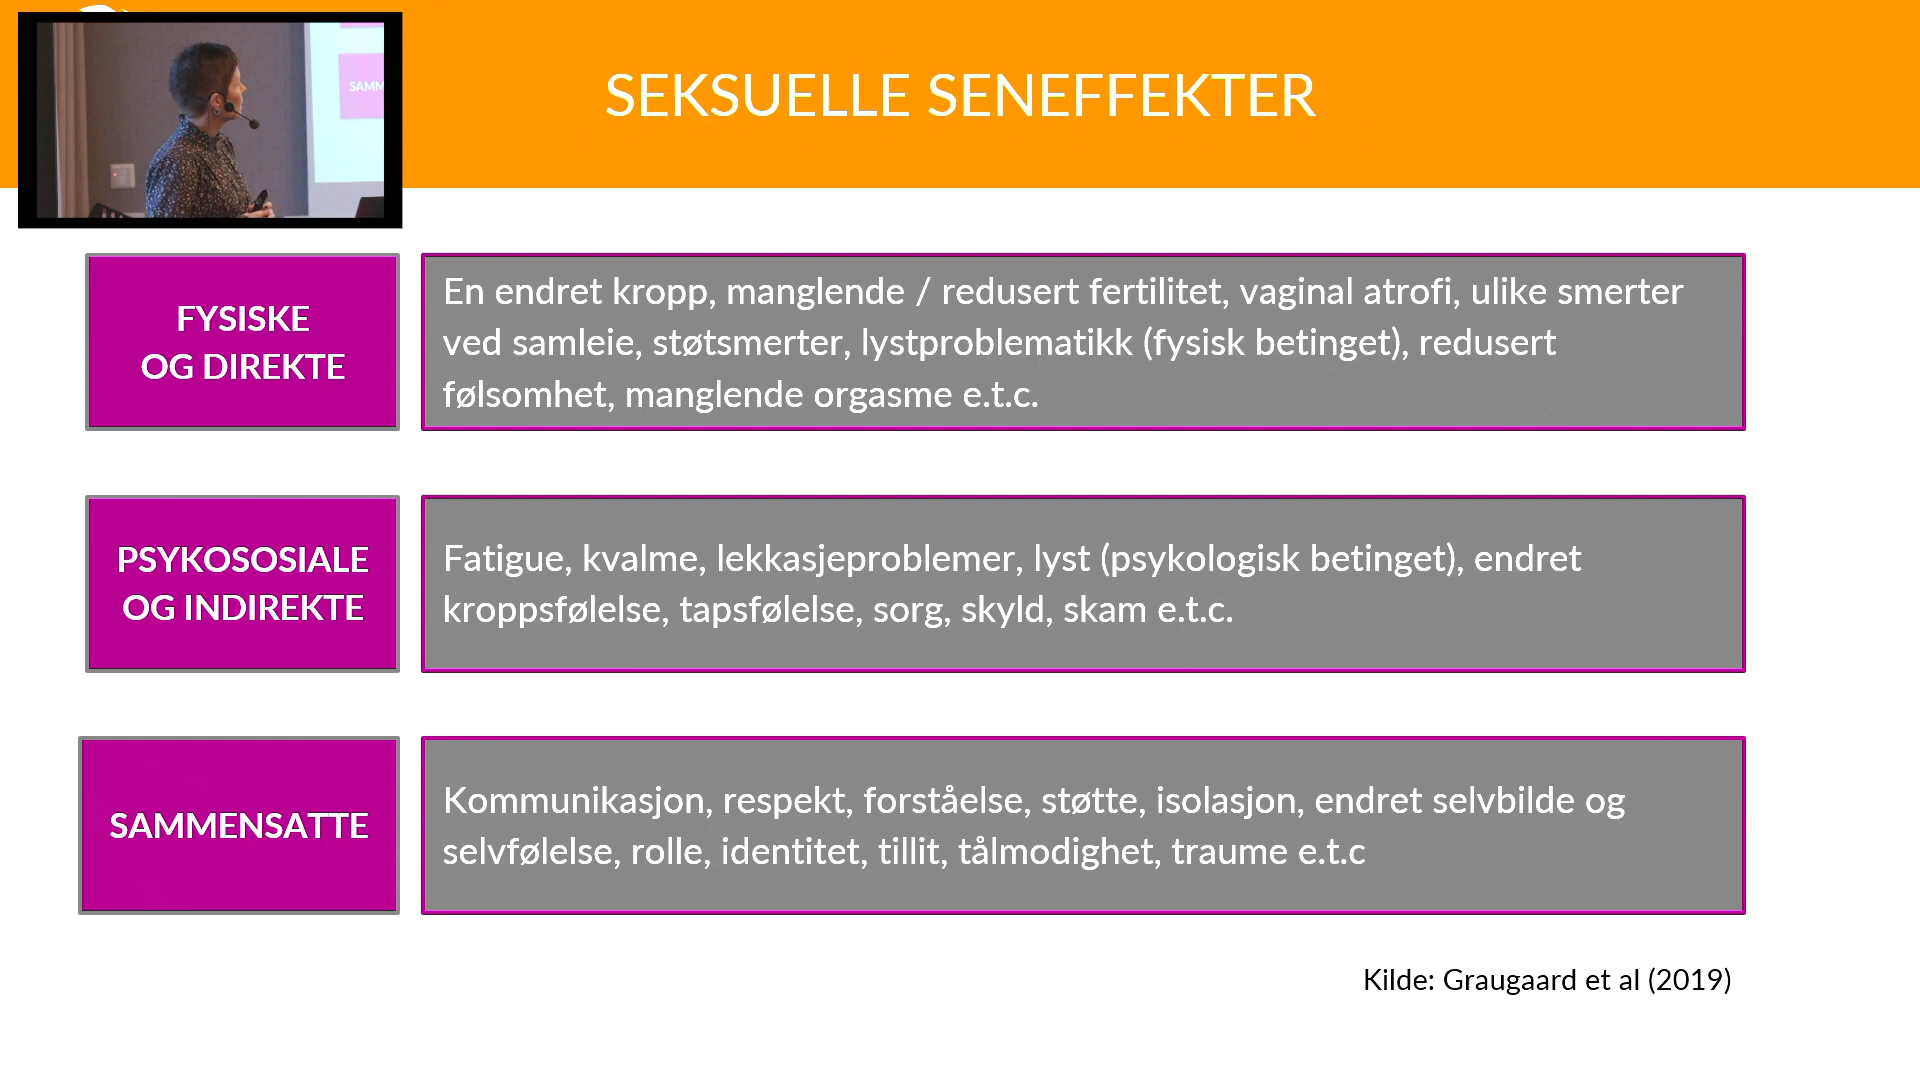 SAMM
SEKSUELLE SENEFFEKTER
FYSISKE
OG DIREKTE
En endret kropp, manglende / redusert fertilitet, vaginal atrofi, ulike smerter
ved samleie, støtsmerter, lystproblematikk (fysisk betinget), redusert
følsomhet, manglende orgasme e.t.c.
PSYKOSOSIALE
OG INDIREKTE
Fatigue, kvalme, lekkasjeproblemer, lyst (psykologisk betinget), endret
kroppsfølelse, tapsfølelse, sorg, skyld, skam e.t.c.
SAMMENSATTE
Kommunikasjon, respekt, forståelse, støtte, isolasjon, endret selvbilde og
selvfølelse, rolle, identitet, tillit, tålmodighet, traume e.t.c
Kilde: Graugaard et al (2019)